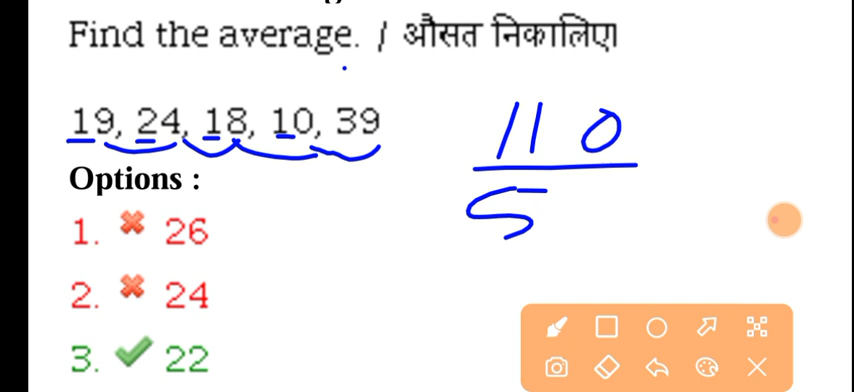 Find the average. / औसत निकालिए।
19, 24, 18, 10, 39
110
5
Options :
1. 26
2. 24
3. 22